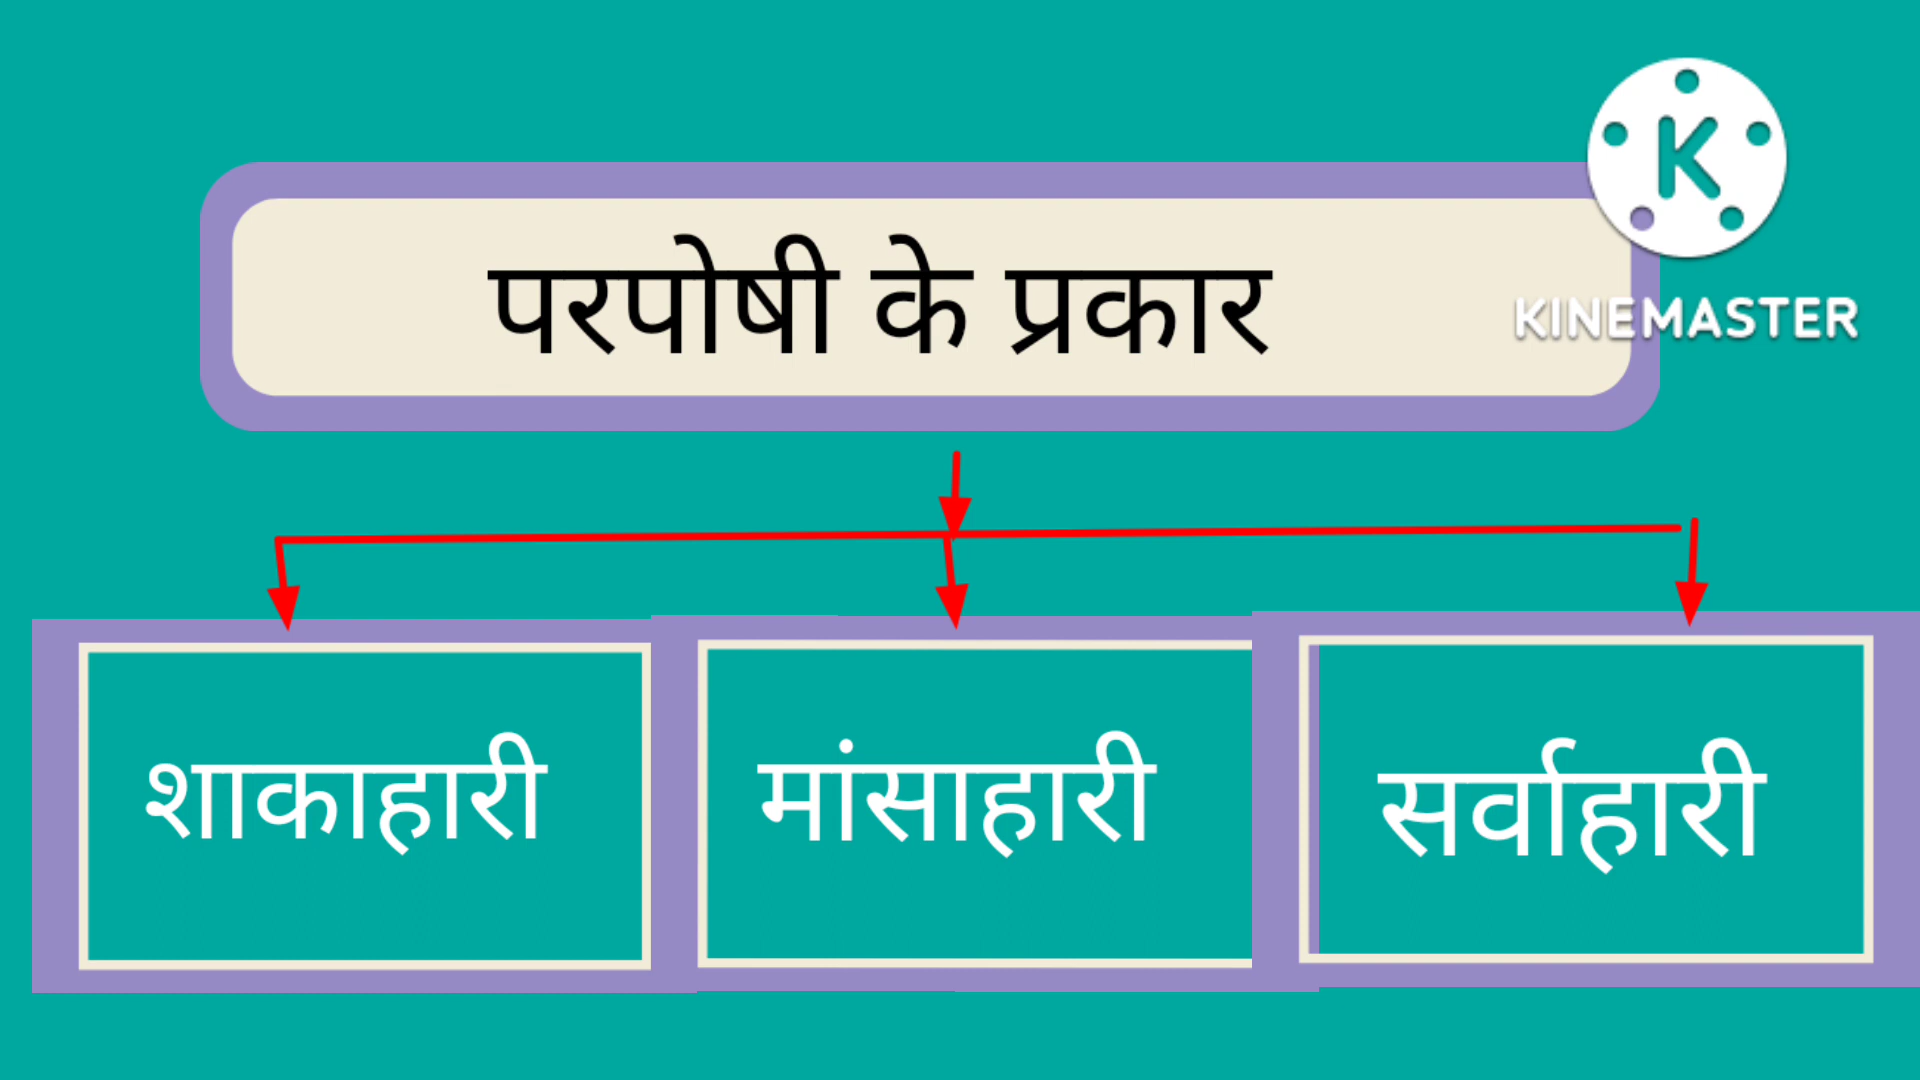 परपोषी के प्रकार
K
KINEMASTER
शाकाहारी
मांसाहारी
सर्वाहारी